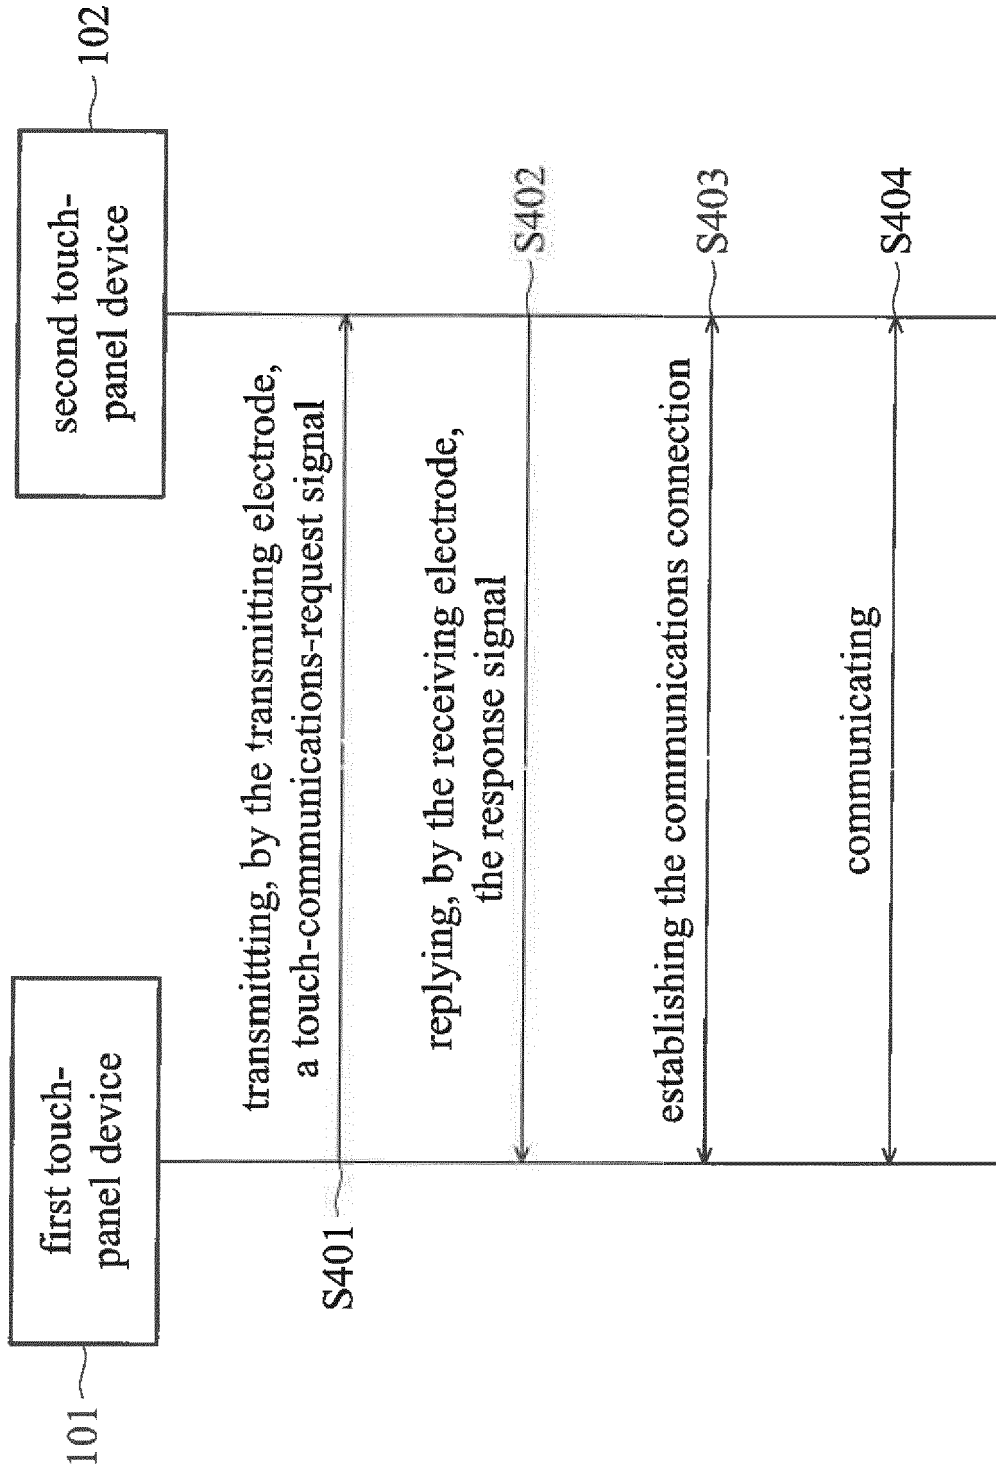 101
first touch-
panel device
second touch-
panel device
102
transmittting, by the transmitting electrode,
a touch-communications-request signal
S401
replying, by the receiving electrode,
the response signal
S402
establishing the communications connection
S403
communicating
S404